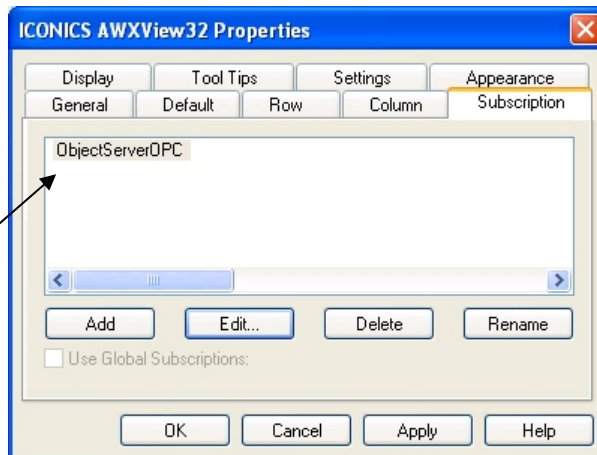 ICONICS AWXView32 Properties
Display Tool Tips Settings Appearance
General Default Row Column Subscription
ObjectServerOPC
Add Edit... Delete Rename
Use Global Subscriptions:
OK Cancel Apply Help